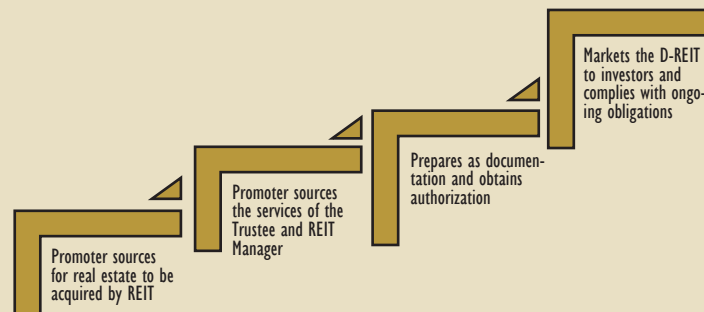 Promoter sources
for real estate to be
acquired by REIT
Promoter sources
the services of the
Trustee and REIT
Manager
Prepares as documen-
tation and obtains
authorization
Markets the D-REIT
to investors and
complies with ongo-
ing obligations